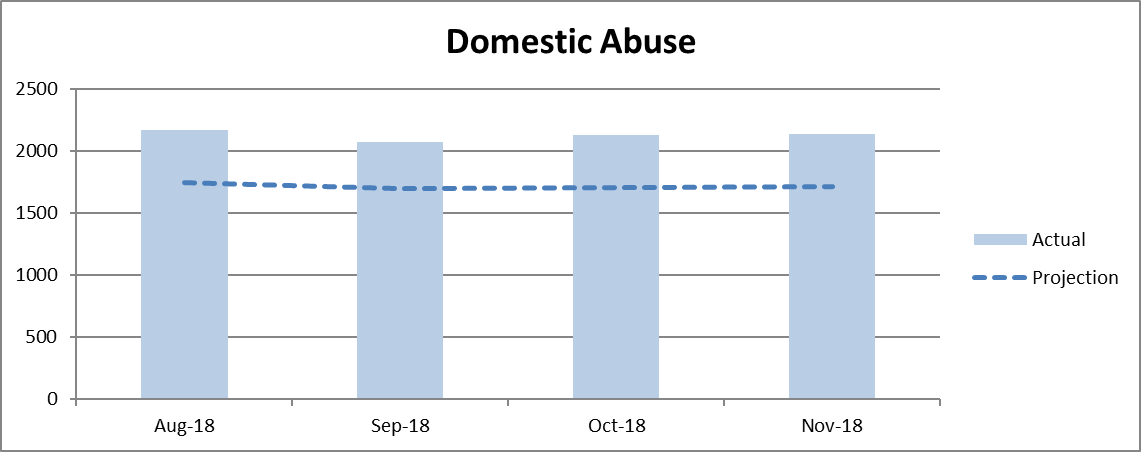 Domestic Abuse
2500
2000
1500
1000
500
0
Aug-18
Sep-18
Oct-18
Nov-18
Actual
Projection